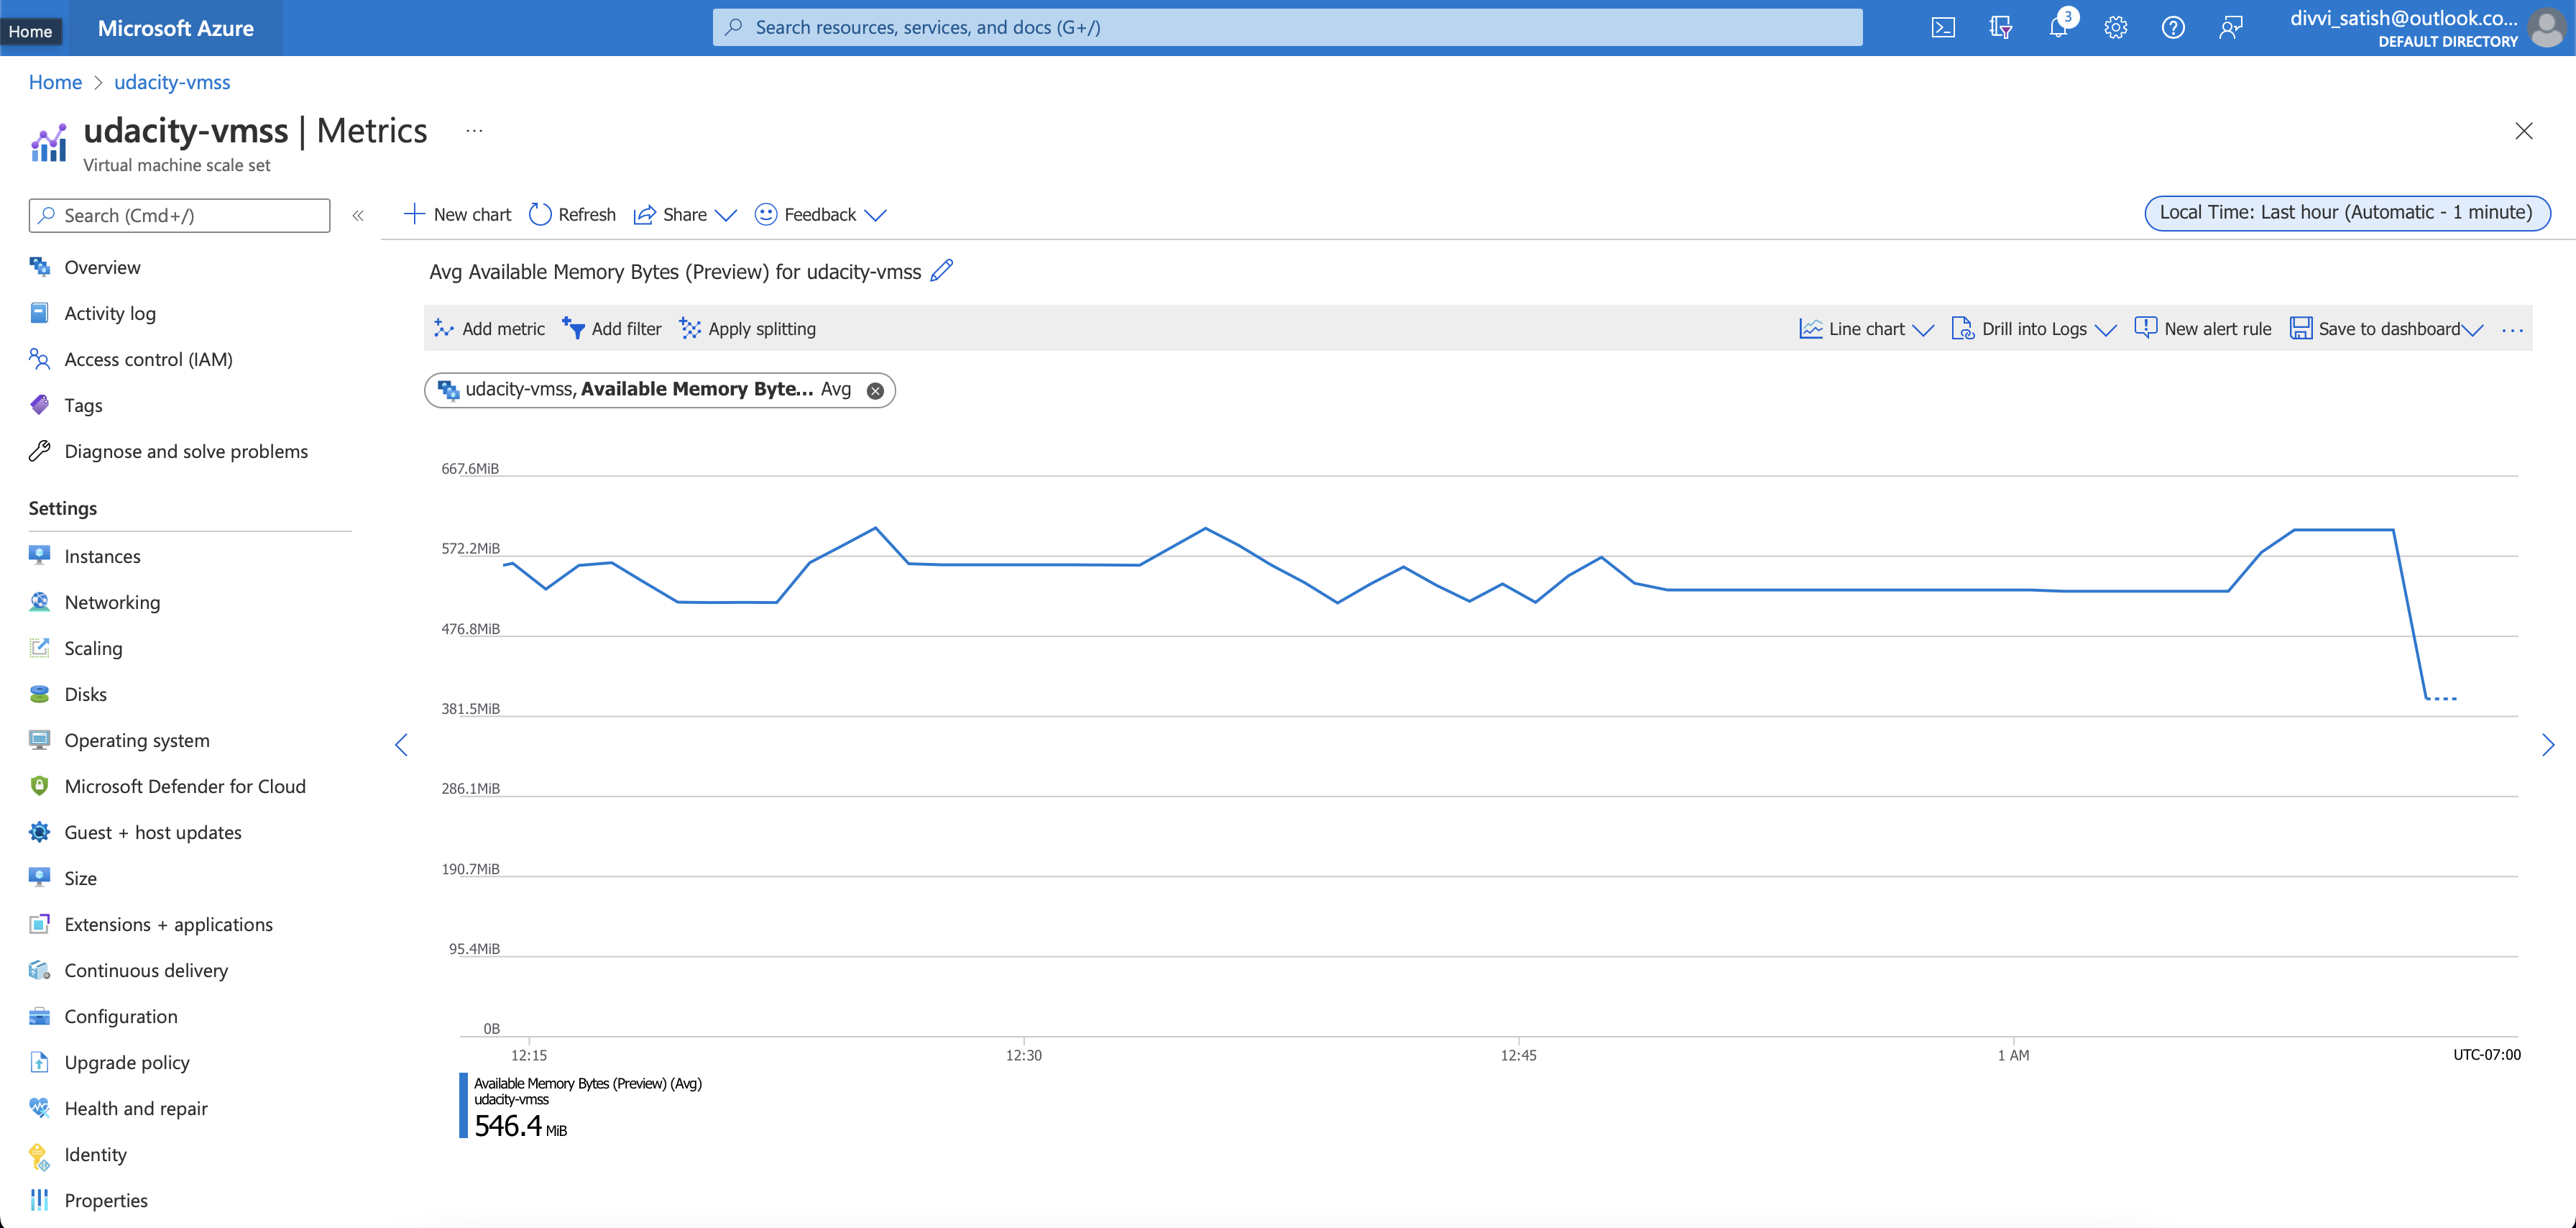 Home
Microsoft Azure
Search resources, services, and docs (G+/)
3
divvi_satish@outlook.co...
DEFAULT DIRECTORY
Home > udacity-vmss
udacity-vmss | Metrics ...
Virtual machine scale set
Search (Cmd+/)
«
Overview
Activity log
Access control (IAM)
Tags
Diagnose and solve problems
Settings
Instances
Networking
Scaling
Disks
Operating system
Microsoft Defender for Cloud
Guest + host updates
Size
Extensions + applications
Continuous delivery
Configuration
Upgrade policy
Health and repair
Identity
Properties
New chart Refresh Share Feedback
Local Time: Last hour (Automatic - 1 minute)
Avg Available Memory Bytes (Preview) for udacity-vmss
Add metric Add filter Apply splitting
Line chart Drill into Logs New alert rule Save to dashboard ...
udacity-vmss, Available Memory Byte... Avg
667.6MiB
572.2MiB
476.8MiB
381.5MiB
286.1MiB
190.7MiB
95.4MiB
0B
12:15 12:30 12:45 1 AM UTC-07:00
Available Memory Bytes (Preview) (Avg)
udacity-vmss
546.4 MiB